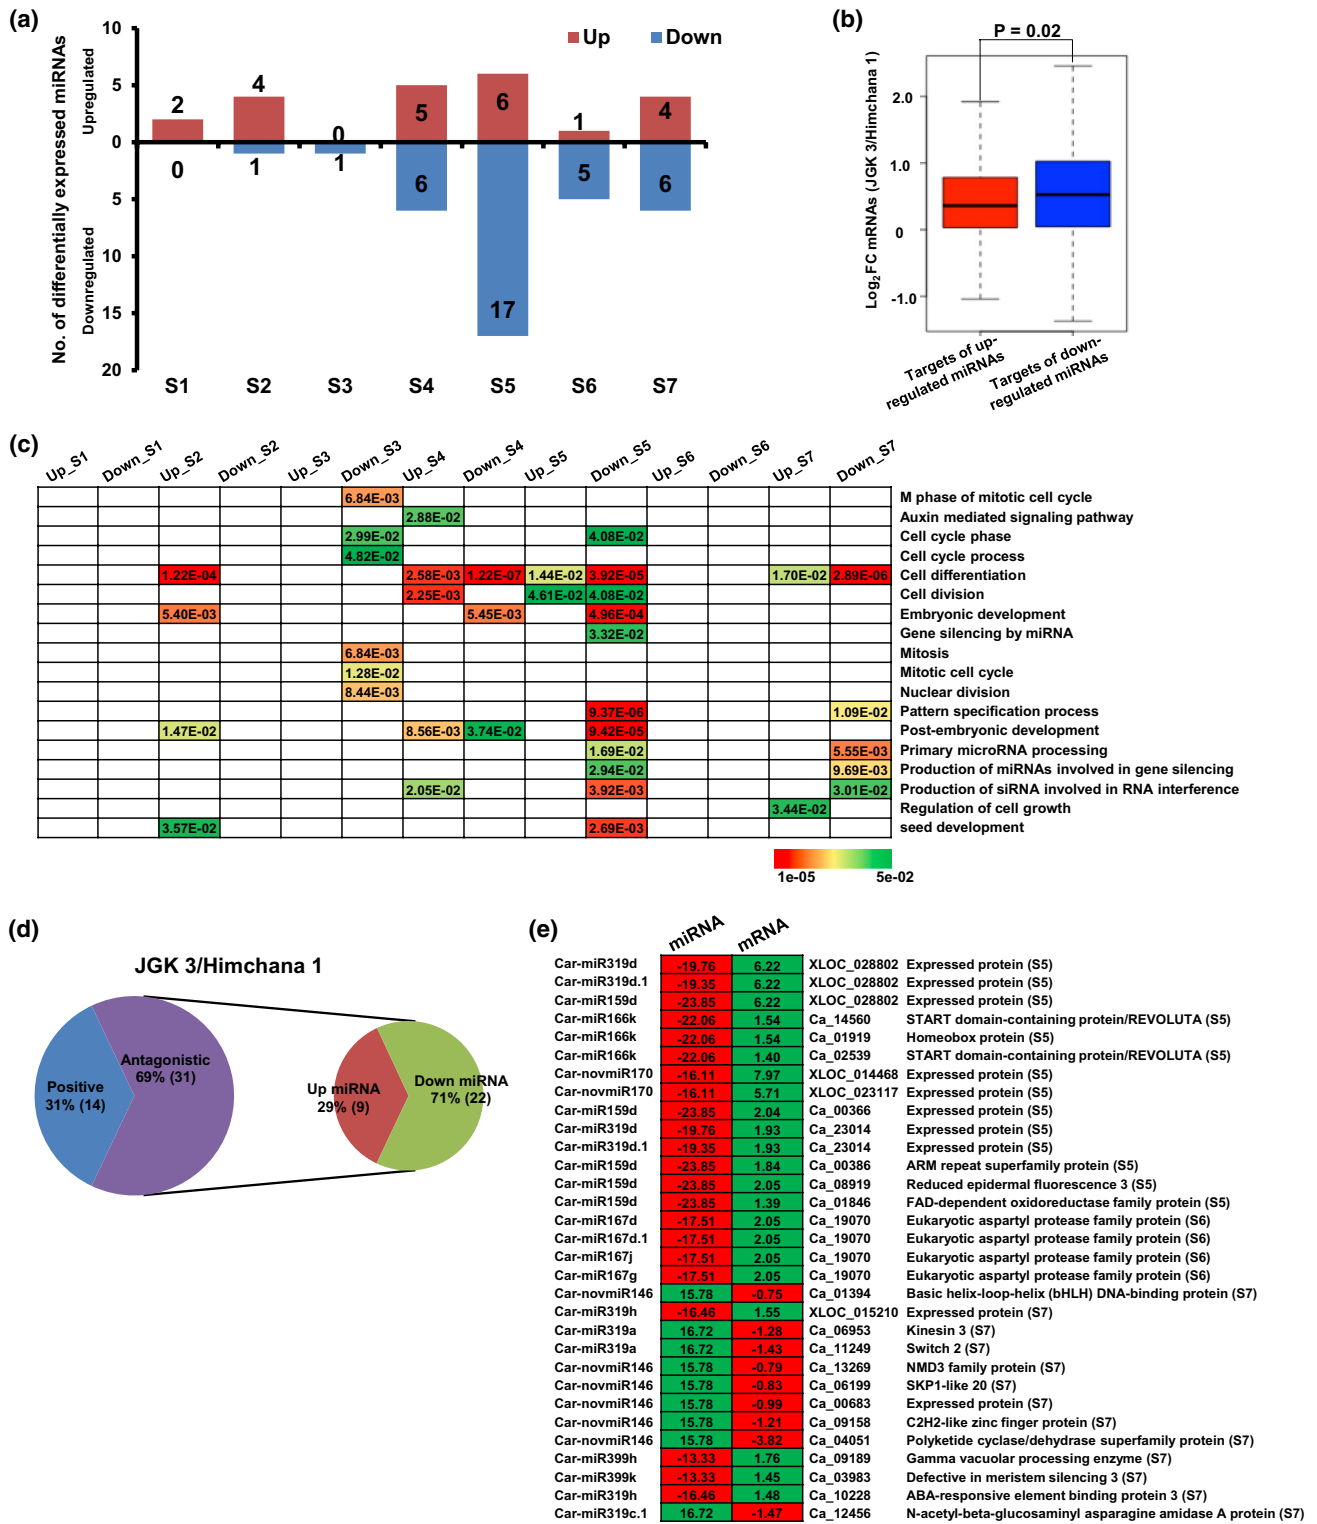 (a)
No. of differentially expressed miRNAs
Upregulated
Downregulated
10
5
0
5
10
15
20
Up
Down
2
4
0
5
6
1
4
0
1
1
6
17
5
6
S1 S2 S3 S4 S5 S6 S7
(b)
P = 0.02
Log2FC mRNAs (JGK 3/Himchana 1)
2.0
1.0
0
-1.0
Targets of up-
regulated miRNAs
Targets of down-
regulated miRNAs
(c)
Up_S1 Down_S1 Up_S2 Down_S2 Up_S3 Down_S3 Up_S4 Down_S4 Up_S5 Down_S5 Up_S6 Down_S6 Up_S7 Down_S7
6.84E-03 M phase of mitotic cell cycle
2.88E-02 Auxin mediated signaling pathway
2.99E-02 4.08E-02 Cell cycle phase
4.82E-02 Cell cycle process
1.22E-04 2.58E-03 1.22E-07 1.44E-02 3.92E-05 1.70E-02 2.89E-06 Cell differentiation
2.25E-03 4.61E-02 4.08E-02 Cell division
5.40E-03 5.45E-03 4.96E-04 Embryonic development
3.32E-02 Gene silencing by miRNA
6.84E-03 Mitosis
1.28E-02 Mitotic cell cycle
8.44E-03 Nuclear division
9.37E-06 1.09E-02 Pattern specification process
1.47E-02 8.56E-03 3.74E-02 9.42E-05 Post-embryonic development
1.69E-02 5.55E-03 Primary microRNA processing
2.94E-02 9.69E-03 Production of miRNAs involved in gene silencing
2.05E-02 3.92E-03 3.01E-02 Production of siRNA involved in RNA interference
3.44E-02 Regulation of cell growth
3.57E-02 2.69E-03 seed development
1e-05 5e-02
(d)
JGK 3/Himchana 1
Antagonistic
69% (31)
Positive
31% (14)
Up miRNA
29% (9)
Down miRNA
71% (22)
(e)
miRNA mRNA
Car-miR319d -19.76 6.22 XLOC_028802 Expressed protein (S5)
Car-miR319d.1 -19.35 6.22 XLOC_028802 Expressed protein (S5)
Car-miR159d -23.85 6.22 XLOC_028802 Expressed protein (S5)
Car-miR166k -22.06 1.54 Ca_14560 START domain-containing protein/REVOLUTA (S5)
Car-miR166k -22.06 1.54 Ca_01919 Homeobox protein (S5)
Car-miR166k -22.06 1.40 Ca_02539 START domain-containing protein/REVOLUTA (S5)
Car-novmiR170 -16.11 7.97 XLOC_014468 Expressed protein (S5)
Car-novmiR170 -16.11 5.71 XLOC_023117 Expressed protein (S5)
Car-miR159d -23.85 2.04 Ca_00366 Expressed protein (S5)
Car-miR319d -19.76 1.93 Ca_23014 Expressed protein (S5)
Car-miR319d.1 -19.35 1.93 Ca_23014 Expressed protein (S5)
Car-miR159d -23.85 1.84 Ca_00386 ARM repeat superfamily protein (S5)
Car-miR159d -23.85 2.05 Ca_08919 Reduced epidermal fluorescence 3 (S5)
Car-miR159d -23.85 1.39 Ca_01846 FAD-dependent oxidoreductase family protein (S5)
Car-miR167d -17.51 2.05 Ca_19070 Eukaryotic aspartyl protease family protein (S6)
Car-miR167d.1 -17.51 2.05 Ca_19070 Eukaryotic aspartyl protease family protein (S6)
Car-miR167j -17.51 2.05 Ca_19070 Eukaryotic aspartyl protease family protein (S6)
Car-miR167g -17.51 2.05 Ca_19070 Eukaryotic aspartyl protease family protein (S6)
Car-novmiR146 15.78 -0.75 Ca_01394 Basic helix-loop-helix (bHLH) DNA-binding protein (S7)
Car-miR319h -16.46 1.55 XLOC_015210 Expressed protein (S7)
Car-miR319a 16.72 -1.28 Ca_06953 Kinesin 3 (S7)
Car-miR319a 16.72 -1.43 Ca_11249 Switch 2 (S7)
Car-novmiR146 15.78 -0.79 Ca_13269 NMD3 family protein (S7)
Car-novmiR146 15.78 -0.83 Ca_06199 SKP1-like 20 (S7)
Car-novmiR146 15.78 -0.99 Ca_00683 Expressed protein (S7)
Car-novmiR146 15.78 -1.21 Ca_09158 C2H2-like zinc finger protein (S7)
Car-novmiR146 15.78 -3.82 Ca_04051 Polyketide cyclase/dehydrase superfamily protein (S7)
Car-miR399h -13.33 1.76 Ca_09189 Gamma vacuolar processing enzyme (S7)
Car-miR399k -13.33 1.45 Ca_03983 Defective in meristem silencing 3 (S7)
Car-miR319h -16.46 1.48 Ca_10228 ABA-responsive element binding protein 3 (S7)
Car-miR319c.1 16.72 -1.47 Ca_12456 N-acetyl-beta-glucosaminyl asparagine amidase A protein (S7)